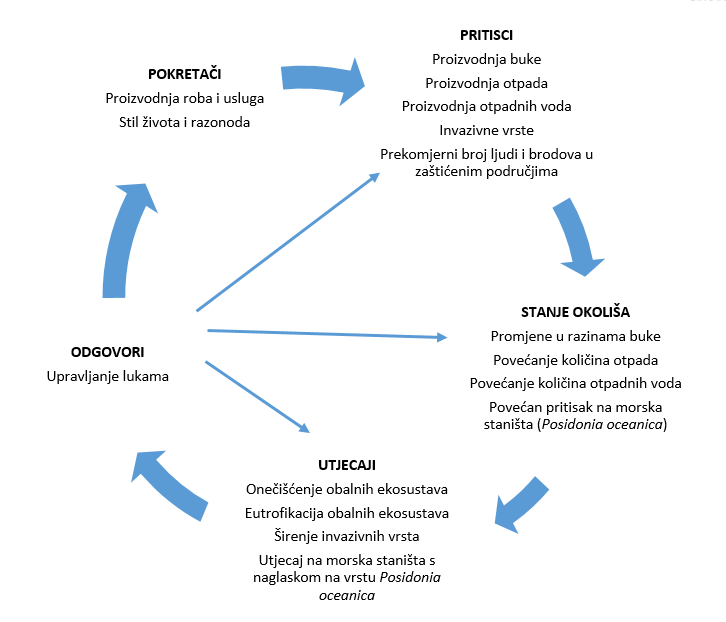 POKRETAČI
Proizvodnja roba i usluga
Stil života i razonoda
PRITISCI
Proizvodnja buke
Proizvodnja otpada
Proizvodnja otpadnih voda
Invazivne vrste
Prekomjerni broj ljudi i brodova u
zaštićenim područjima
STANJE OKOLIŠA
Promjene u razinama buke
Povećanje količina otpada
Povećanje količina otpadnih voda
Povećan pritisak na morska
staništa (Posidonia oceanica)
UTJECAJI
Onečišćenje obalnih ekosustava
Eutrofikacija obalnih ekosustava
Širenje invazivnih vrsta
Utjecaj na morska staništa s
naglaskom na vrstu Posidonia
oceanica
ODGOVORI
Upravljanje lukama